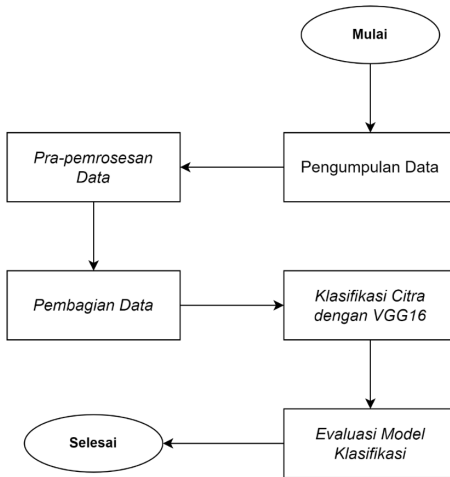 Mulai
Pengumpulan Data
Pra-pemrosesan
Data
Pembagian Data
Klasifikasi Citra
dengan VGG16
Evaluasi Model
Klasifikasi
Selesai